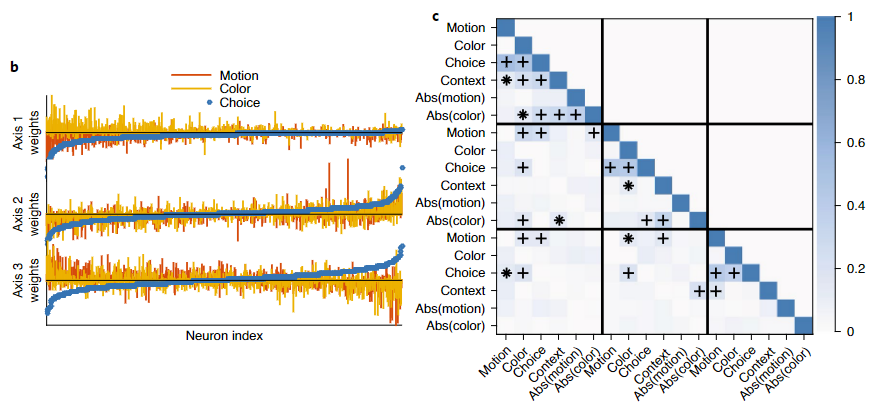 b
Motion
Color
Choice
Axis 1
weights
Axis 2
weights
Axis 3
weights
Neuron index
c
Motion
Color
Choice
Context
Abs(motion)
Abs(color)
Motion
Color
Choice
Context
Abs(motion)
Abs(color)
Motion
Color
Choice
Context
Abs(motion)
Abs(color)
Motion
Color
Choice
Context
Abs(motion)
Abs(color)
Motion
Color
Choice
Context
Abs(motion)
Abs(color)
Motion
Color
Choice
Context
Abs(motion)
Abs(color)
1
0.8
0.6
0.4
0.2
0